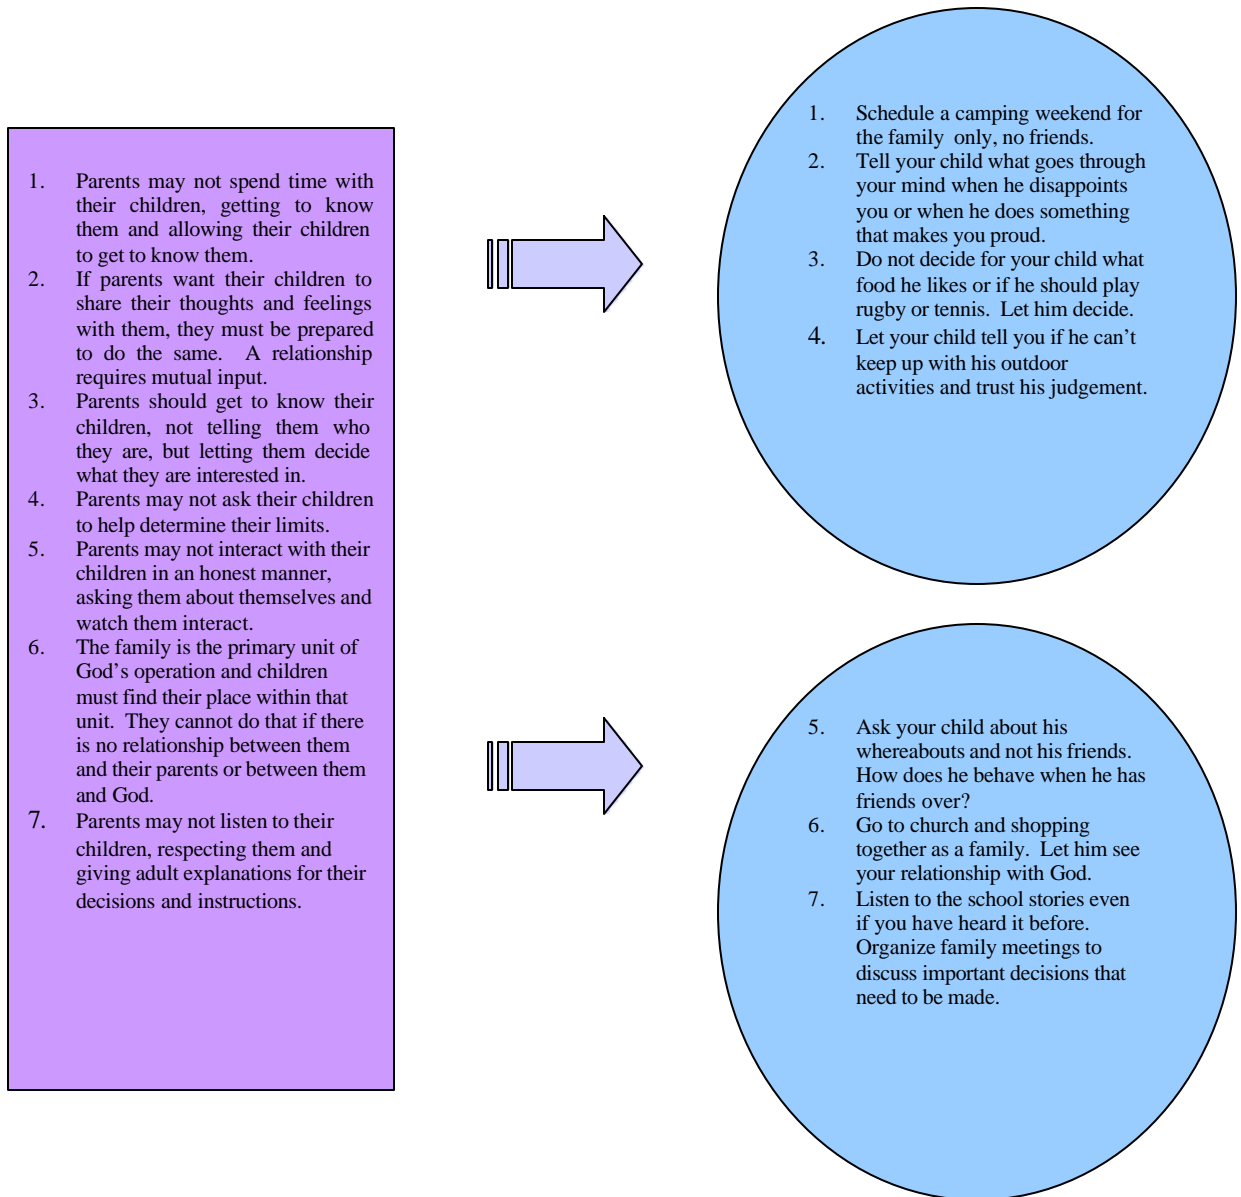 1. Parents may not spend time with
their children, getting to know
them and allowing their children
to get to know them.
2. If parents want their children to
share their thoughts and feelings
with them, they must be prepared
to do the same. A relationship
requires mutual input.
3. Parents should get to know their
children, not telling them who
they are, but letting them decide
what they are interested in.
4. Parents may not ask their children
to help determine their limits.
5. Parents may not interact with their
children in an honest manner,
asking them about themselves and
watch them interact.
6. The family is the primary unit of
God’s operation and children
must find their place within that
unit. They cannot do that if there
is no relationship between them
and their parents or between them
and God.
7. Parents may not listen to their
children, respecting them and
giving adult explanations for their
decisions and instructions.
1. Schedule a camping weekend for
the family only, no friends.
2. Tell your child what goes through
your mind when he disappoints
you or when he does something
that makes you proud.
3. Do not decide for your child what
food he likes or if he should play
rugby or tennis. Let him decide.
4. Let your child tell you if he can’t
keep up with his outdoor
activities and trust his judgement.
5. Ask your child about his
whereabouts and not his friends.
How does he behave when he has
friends over?
6. Go to church and shopping
together as a family. Let him see
your relationship with God.
7. Listen to the school stories even
if you have heard it before.
Organize family meetings to
discuss important decisions that
need to be made.